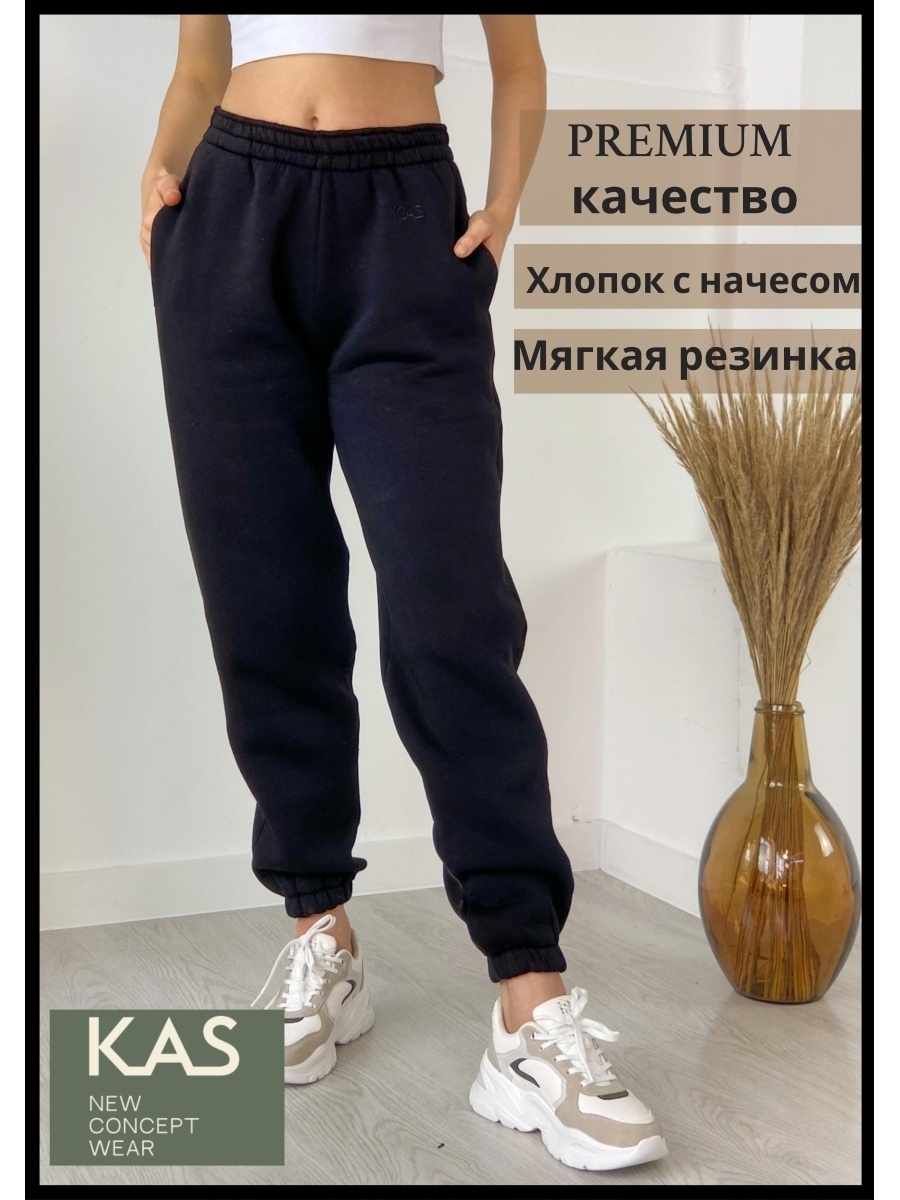 PREMIUM
качество
Хлопок с начесом
Мягкая резинка
KAS
KAS
NEW
CONCEPT
WEAR